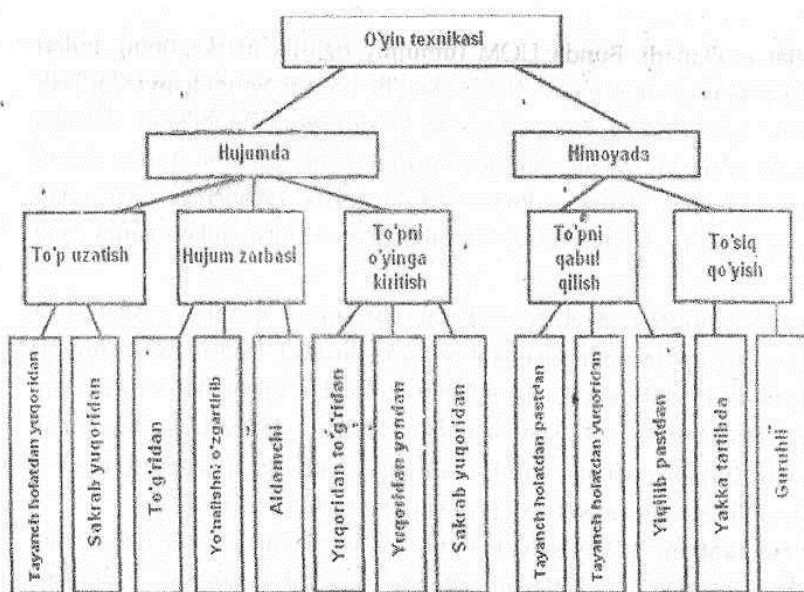 O'yin texnikasi
Hujumda
Himoyada
To'p uzatish
Hujum zarbasi
To'pni
o'yinga
kiritish
To'pni
qabul
qilish
To'siq
qo'yish
Tayanch holatdan yuqoridan
Sakrab yuqoridan
To'g'ridan
Yo'nalishni o'zgartirib
Aldamchi
Yuqoridan to'g'ridan
Yuqoridan yondan
Sakrab yuqoridan
Tayanch holatdan pastdan
Tayanch holatdan yuqoridan
Yiqilib pastdan
Yakka tartibda
Guruhli